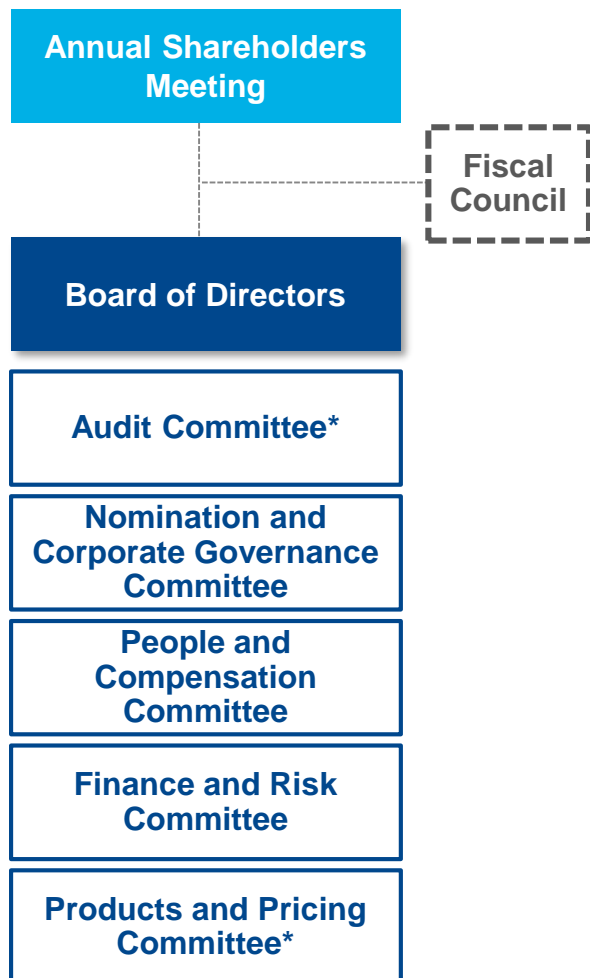 Annual Shareholders
Meeting
Fiscal
Council
Board of Directors
Audit Committee*
Nomination and
Corporate Governance
Committee
People and
Compensation
Committee
Finance and Risk
Committee
Products and Pricing
Committee*